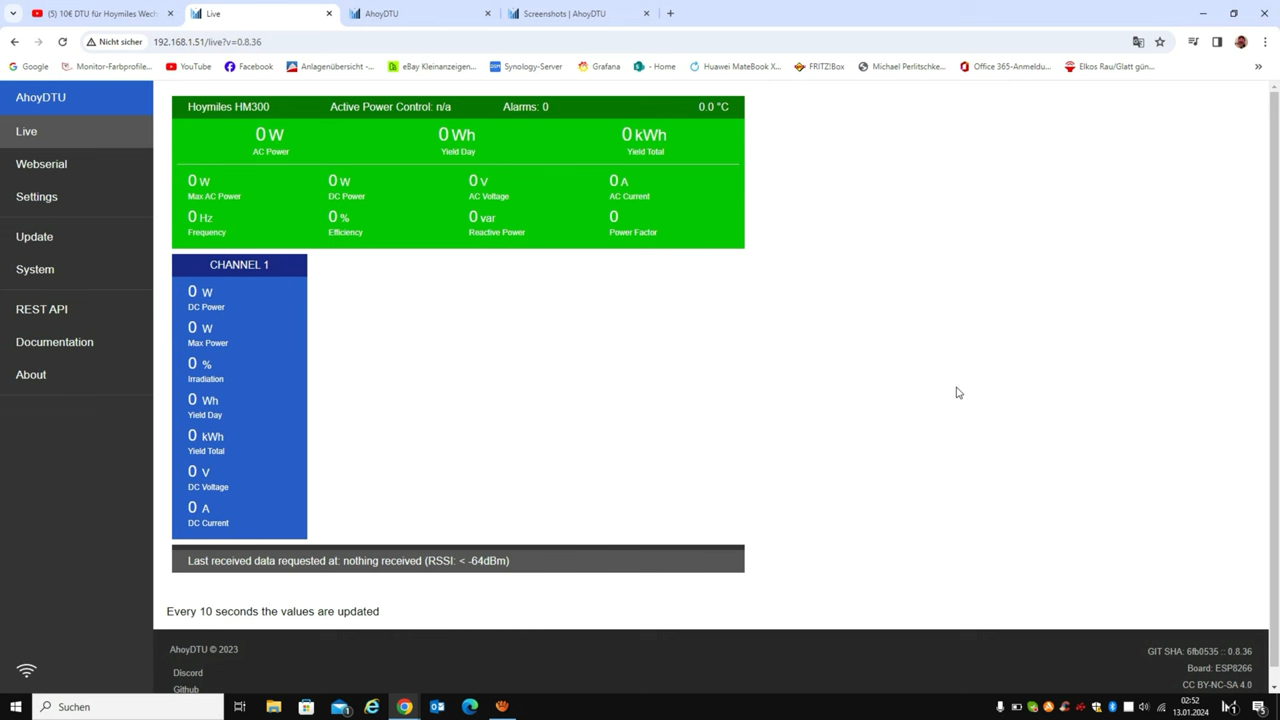 (5) 10€ DTU für Hoymiles Wech
Live
AhoyDTU
Screenshots | AhoyDTU
Nicht sicher
192.168.1.51/live?v=0.8.36
Google
Monitor-Farbprofile...
YouTube
Facebook
Anlagenübersicht -...
eBay Kleinanzeigen...
Synology-Server
Grafana
- Home
Huawei MateBook X...
FRITZ!Box
Michael Perlitschke...
Office 365-Anmeldu...
Elkos Rau/Glatt gün...
AhoyDTU
Live
Webserial
Settings
Update
System
REST API
Documentation
About
Hoymiles HM300 Active Power Control: n/a Alarms: 0 0.0 °C
0 W 0 Wh 0 kWh
AC Power Yield Day Yield Total
0 W 0 W 0 V 0 A
Max AC Power DC Power AC Voltage AC Current
0 Hz 0 % 0 var 0
Frequency Efficiency Reactive Power Power Factor
CHANNEL 1
0 W
DC Power
0 W
Max Power
0 %
Irradiation
0 Wh
Yield Day
0 kWh
Yield Total
0 V
DC Voltage
0 A
DC Current
Last received data requested at: nothing received (RSSI: < -64dBm)
Every 10 seconds the values are updated
AhoyDTU © 2023
Discord
Github
GIT SHA: 6fb0535 :: 0.8.36
Board: ESP8266
CC BY-NC-SA 4.0
Suchen
02:52
13.01.2024